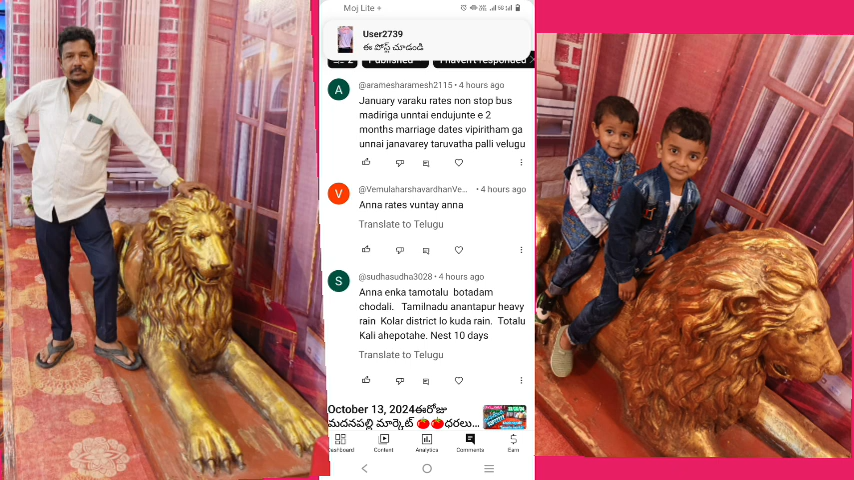 Moj Lite +
User2739
ఈ పోస్ట్ చూడండి
Published
I haven't responded
A
@aramesharamesh2115 • 4 hours ago
January varaku rates non stop bus
madiriga unntai endujunte e 2
months marriage dates vipiritham ga
unnai janavarey taruvatha palli velugu
V
@VemulaharshavardhanVe... • 4 hours ago
Anna rates vuntay anna
Translate to Telugu
S
@sudhasudha3028 • 4 hours ago
Anna enka tamotalu botadam
chodali. Tamilnadu anantapur heavy
rain Kolar district lo kuda rain. Totalu
Kali ahepotahe. Nest 10 days
Translate to Telugu
October 13, 2024ఈరోజు
మదనపల్లి మార్కెట్ 🍅🍅ధరలు...
Dashboard
Content
Analytics
Comments
Earn